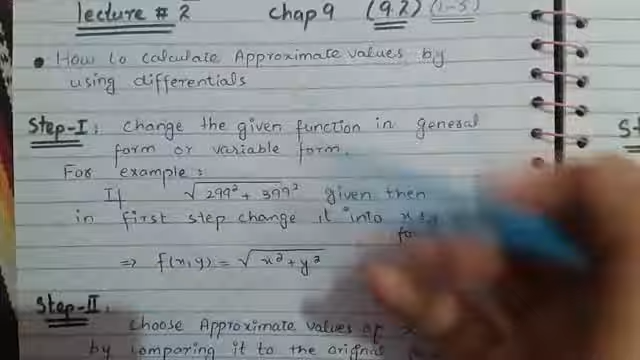 lecture # 2 chap 9 (9.2) (1-5)
• How to calculate Approximate values by
using differentials
Step-I: change the given function in general
form or variable form.
For example:
If √299² + 399² given then
in first step change it into x & y
⇒ f(x,y) = √x² + y²
Step-II:
choose Approximate values of x
by comparing it to the original